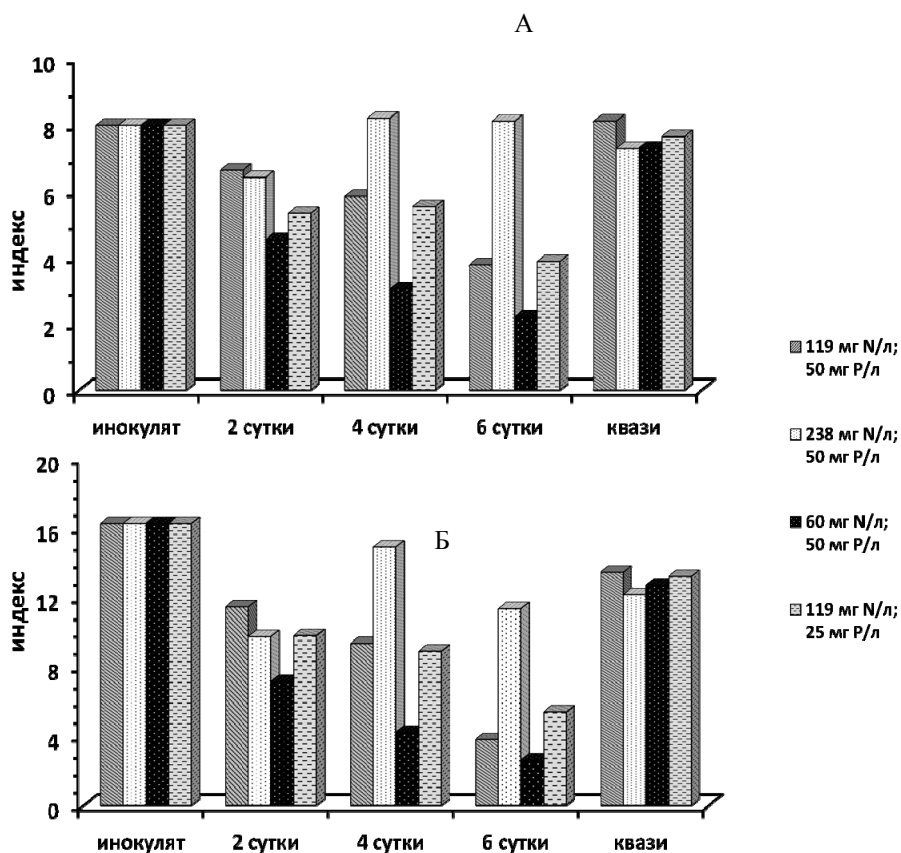 А
10
8
6
4
2
0
индекс
инокулят 2 сутки 4 сутки 6 сутки квази
Б
20
16
12
8
4
0
индекс
инокулят 2 сутки 4 сутки 6 сутки квази
119 мг N/л;
50 мг P/л
238 мг N/л;
50 мг P/л
60 мг N/л;
50 мг P/л
119 мг N/л;
25 мг P/л